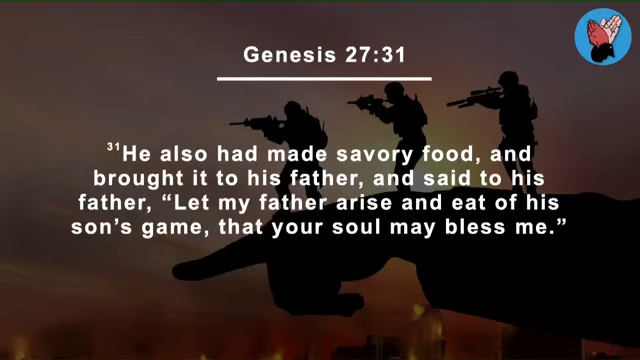 Genesis 27:31
³¹He also had made savory food, and
brought it to his father, and said to his
father, “Let my father arise and eat of his
son’s game, that your soul may bless me.”